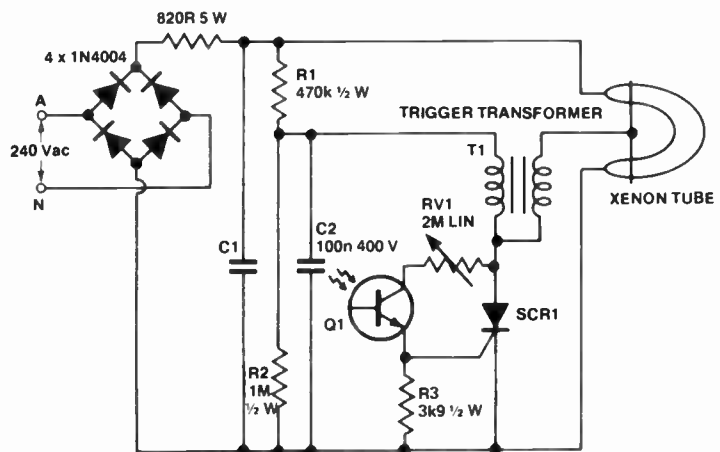 820R 5 W
4 x 1N4004
A
240 Vac
N
R1
470k ½ W
TRIGGER TRANSFORMER
T1
XENON TUBE
RV1
2M LIN
C1
C2
100n 400 V
Q1
SCR1
R2
1M
½ W
R3
3k9 ½ W